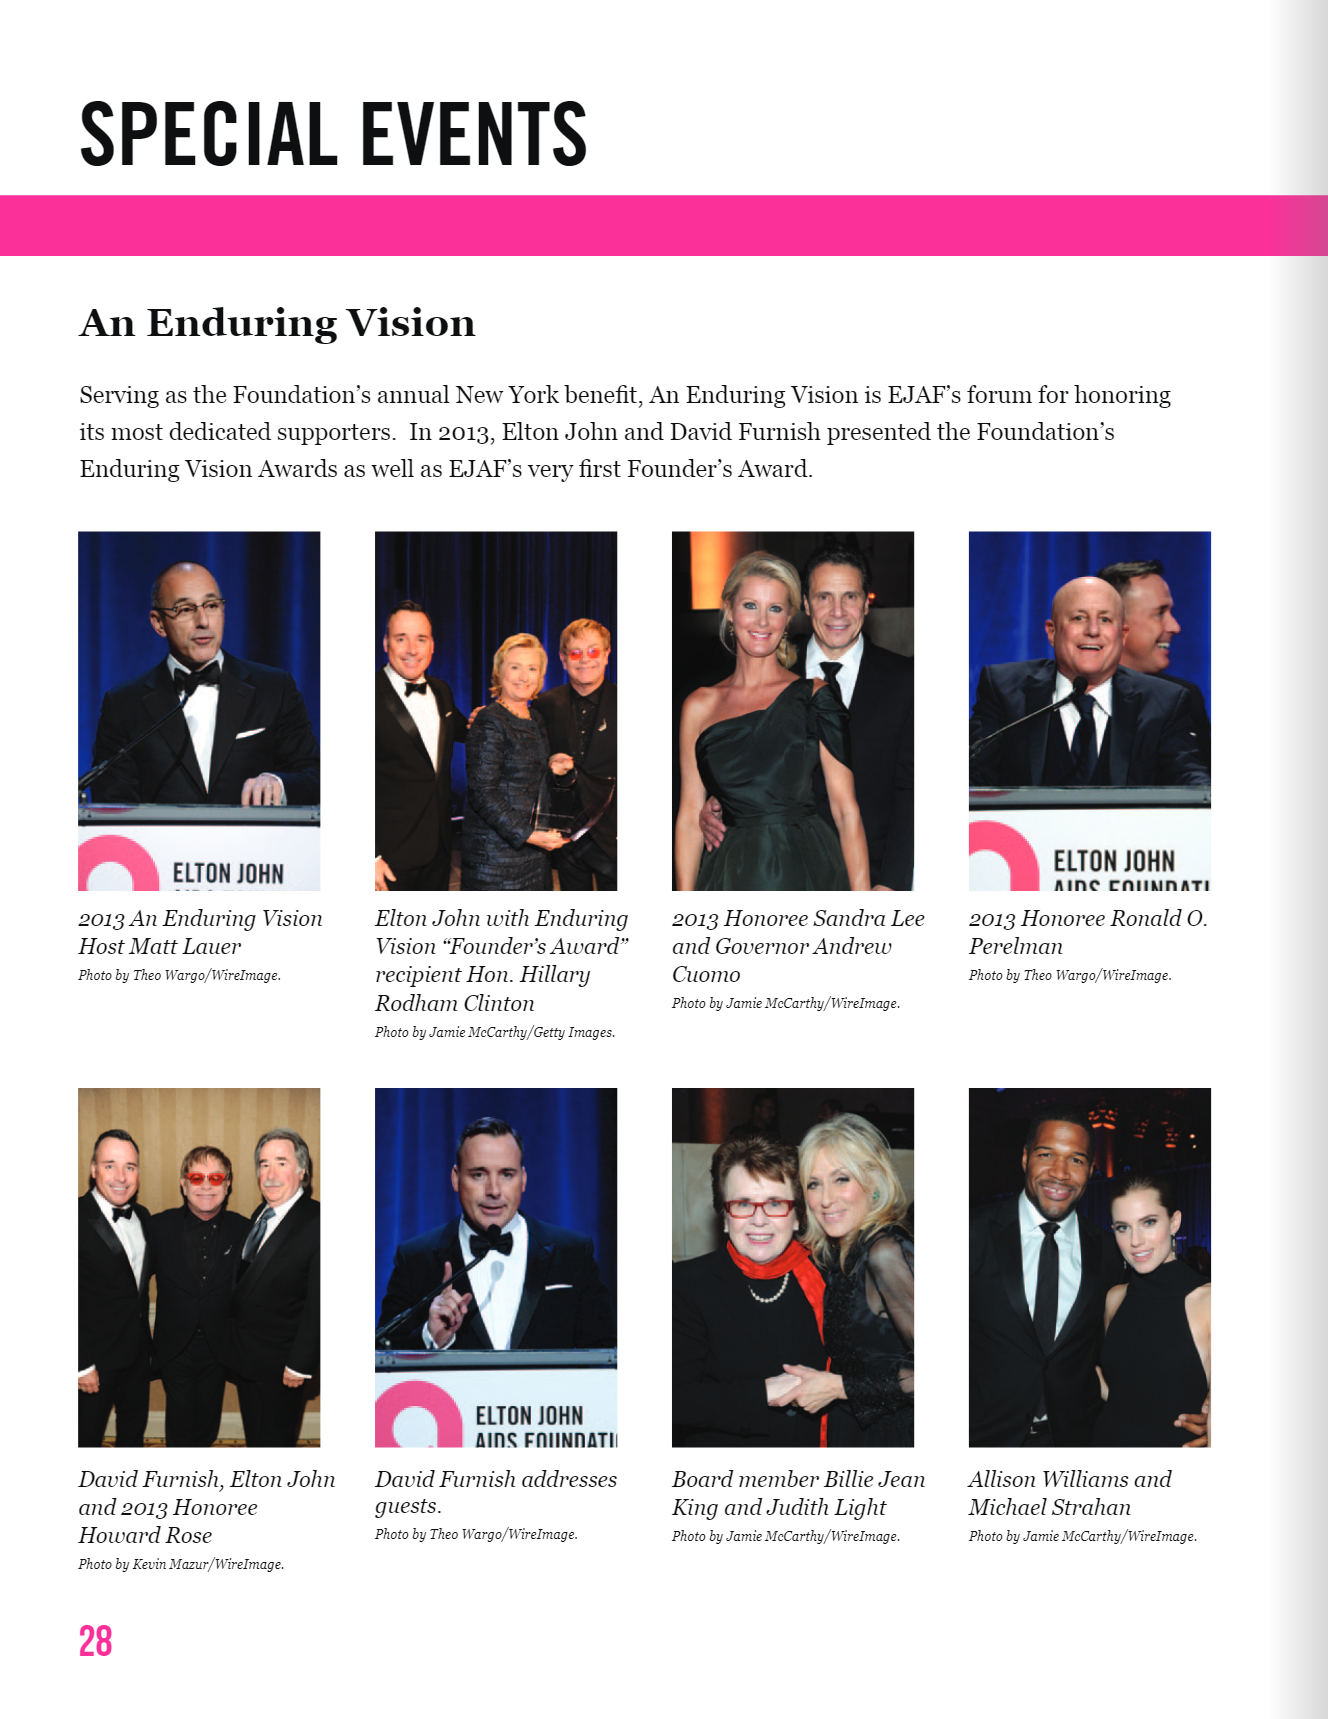 SPECIAL EVENTS
An Enduring Vision
Serving as the Foundation’s annual New York benefit, An Enduring Vision is EJAF’s forum for honoring
its most dedicated supporters.  In 2013, Elton John and David Furnish presented the Foundation’s
Enduring Vision Awards as well as EJAF’s very first Founder’s Award.
ELTON JOHN
ELTON JOHN
AIDS FOUNDATI
2013 An Enduring Vision
Host Matt Lauer
Photo by Theo Wargo/WireImage.
Elton John with Enduring
Vision “Founder’s Award”
recipient Hon. Hillary
Rodham Clinton
Photo by Jamie McCarthy/Getty Images.
2013 Honoree Sandra Lee
and Governor Andrew
Cuomo
Photo by Jamie McCarthy/WireImage.
2013 Honoree Ronald O.
Perelman
Photo by Theo Wargo/WireImage.
ELTON JOHN
AIDS FOUNDATI
David Furnish, Elton John
and 2013 Honoree
Howard Rose
Photo by Kevin Mazur/WireImage.
David Furnish addresses
guests.
Photo by Theo Wargo/WireImage.
Board member Billie Jean
King and Judith Light
Photo by Jamie McCarthy/WireImage.
Allison Williams and
Michael Strahan
Photo by Jamie McCarthy/WireImage.
28